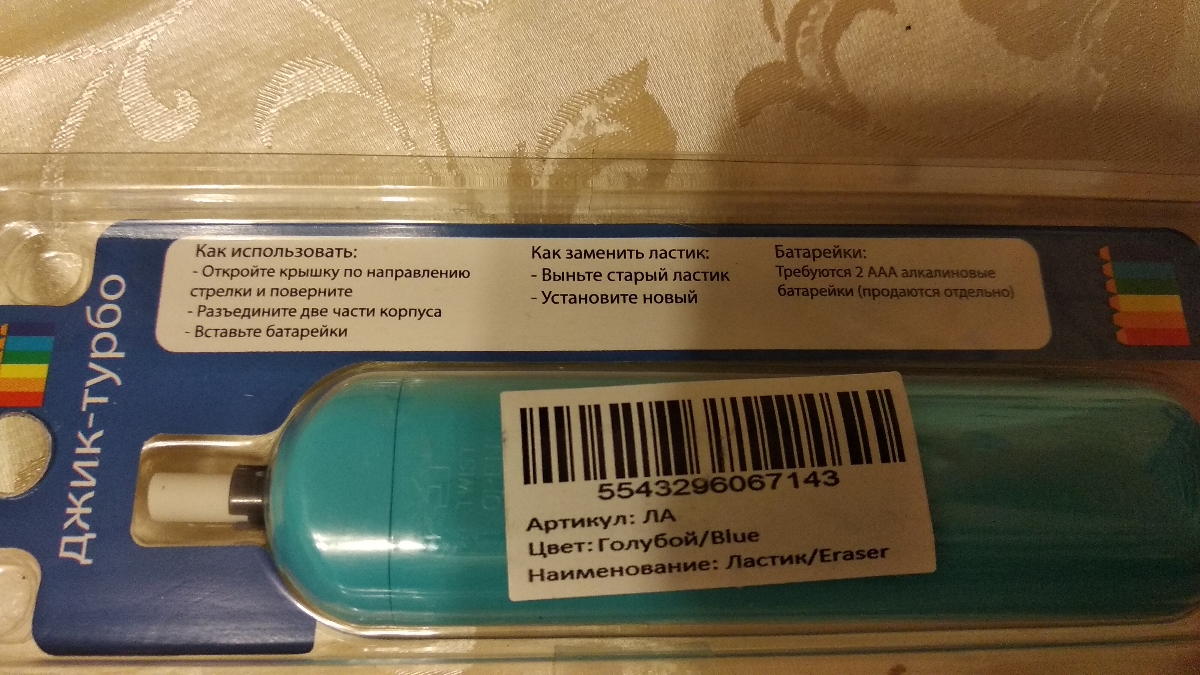 Как использовать:
- Откройте крышку по направлению
стрелки и поверните
- Разъедините две части корпуса
- Вставьте батарейки
Как заменить ластик:
- Выньте старый ластик
- Установите новый
Батарейки:
Требуются 2 ААА алкалиновые
батарейки (продаются отдельно)
Джик-турбо
5543296067143
Артикул: ЛА
Цвет: Голубой/Blue
Наименование: Ластик/Eraser